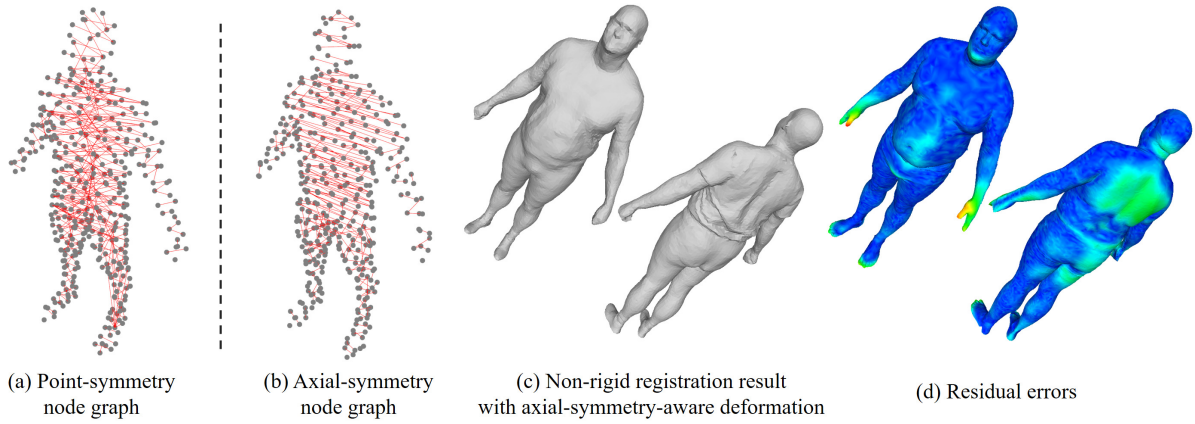 (a) Point-symmetry
node graph
(b) Axial-symmetry
node graph
(c) Non-rigid registration result
with axial-symmetry-aware deformation
(d) Residual errors